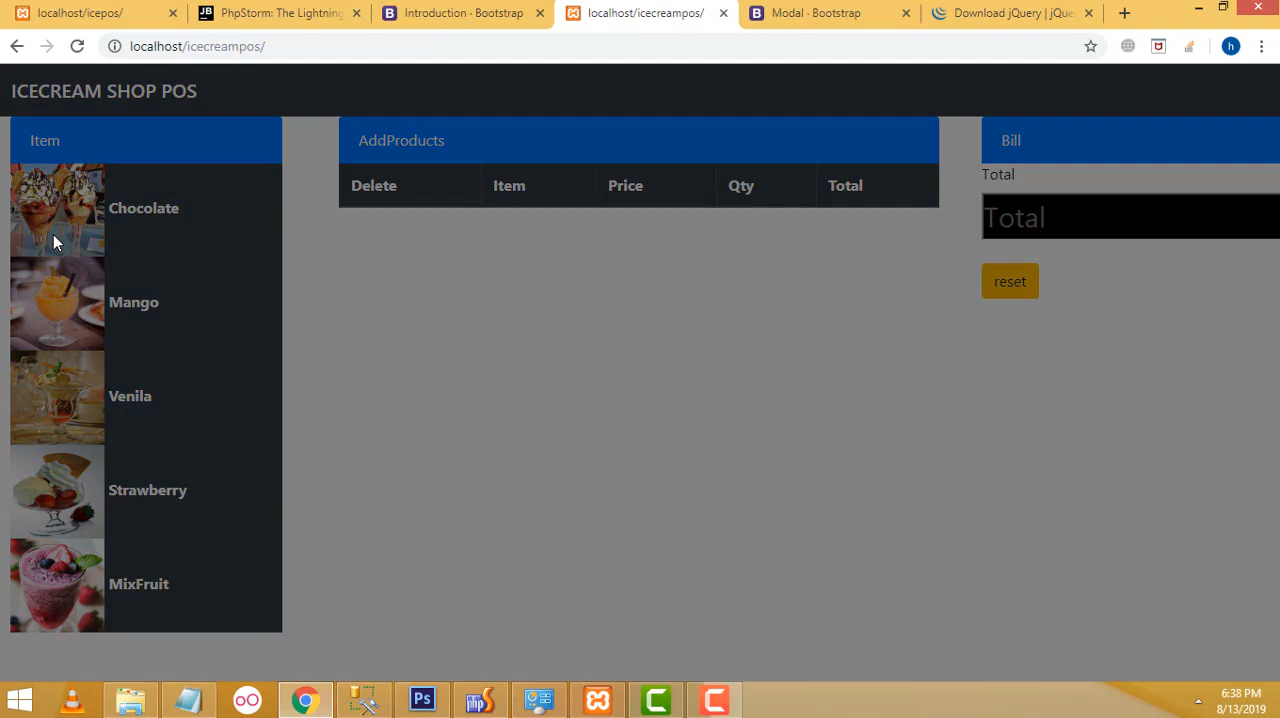 localhost/icepos/
PhpStorm: The Lightning
Introduction - Bootstrap
localhost/icecreampos/
Modal - Bootstrap
Download jQuery | jQue
localhost/icecreampos/
h
ICECREAM SHOP POS
Item
AddProducts
Bill
Delete
Item
Price
Qty
Total
Total
Total
reset
Chocolate
Mango
Venila
Strawberry
MixFruit
6:38 PM
8/13/2019